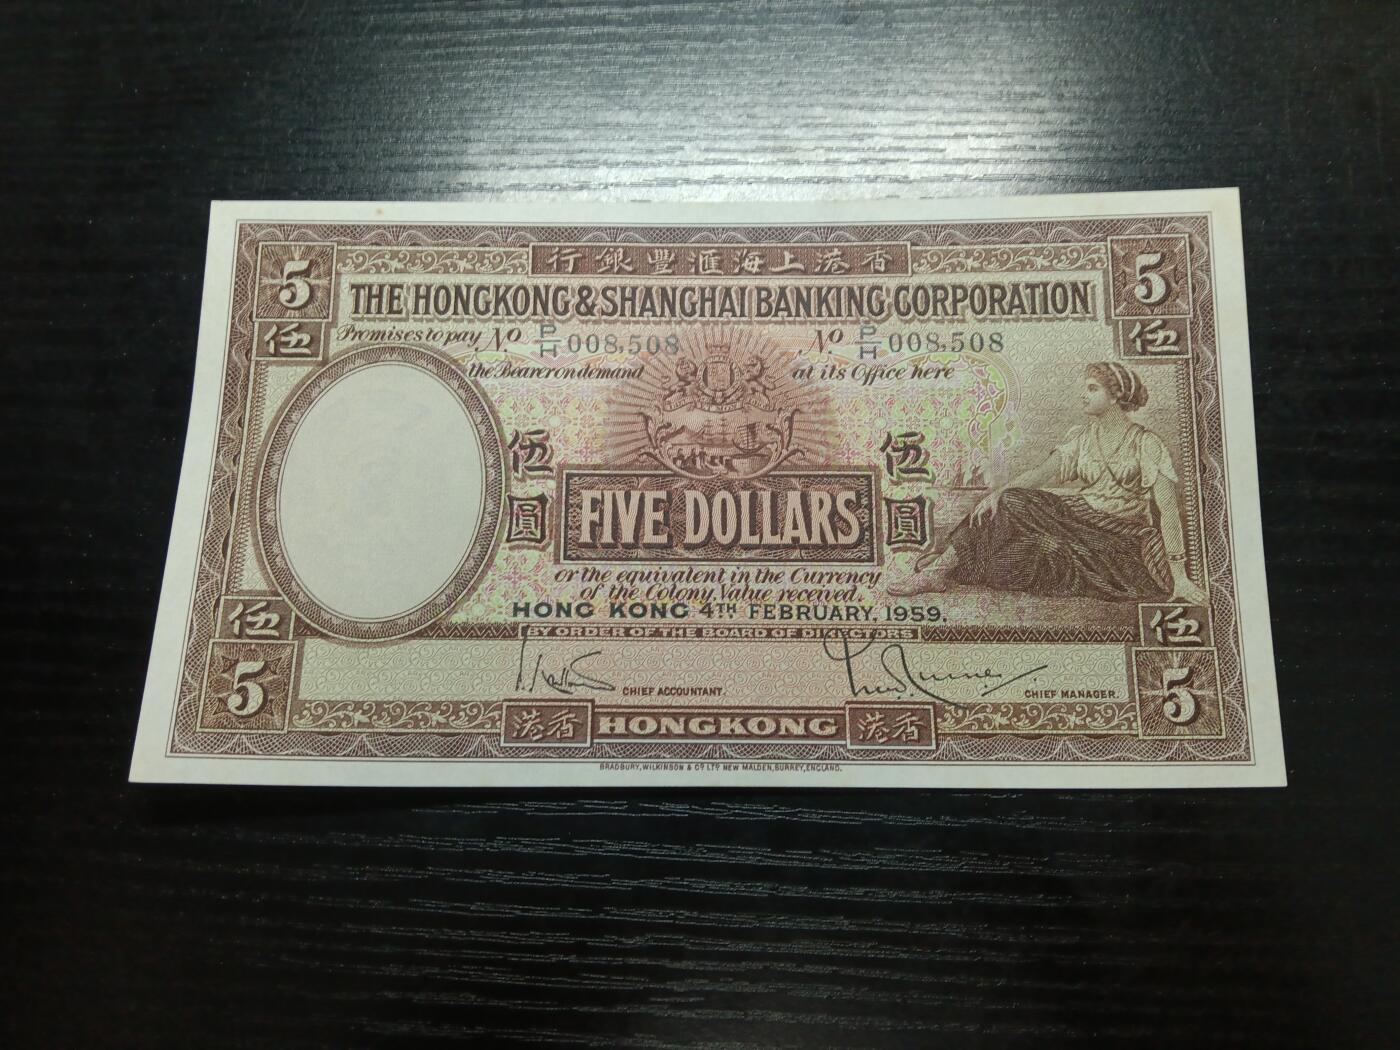 5 行銀豐滙海上港香 5
THE HONGKONG & SHANGHAI BANKING CORPORATION
伍 Promises to pay No. P/H 008,508 No. P/H 008,508 伍
the Bearer on demand at its Office here
伍 伍
圓 FIVE DOLLARS 圓
or the equivalent in the Currency
of the Colony, Value received.
HONG KONG 4TH FEBRUARY, 1959.
伍 BY ORDER OF THE BOARD OF DIRECTORS 伍
5 CHIEF ACCOUNTANT. CHIEF MANAGER. 5
港香 HONGKONG 港香
BRADBURY, WILKINSON & Co. LTD. NEW MALDEN, SURREY, ENGLAND.